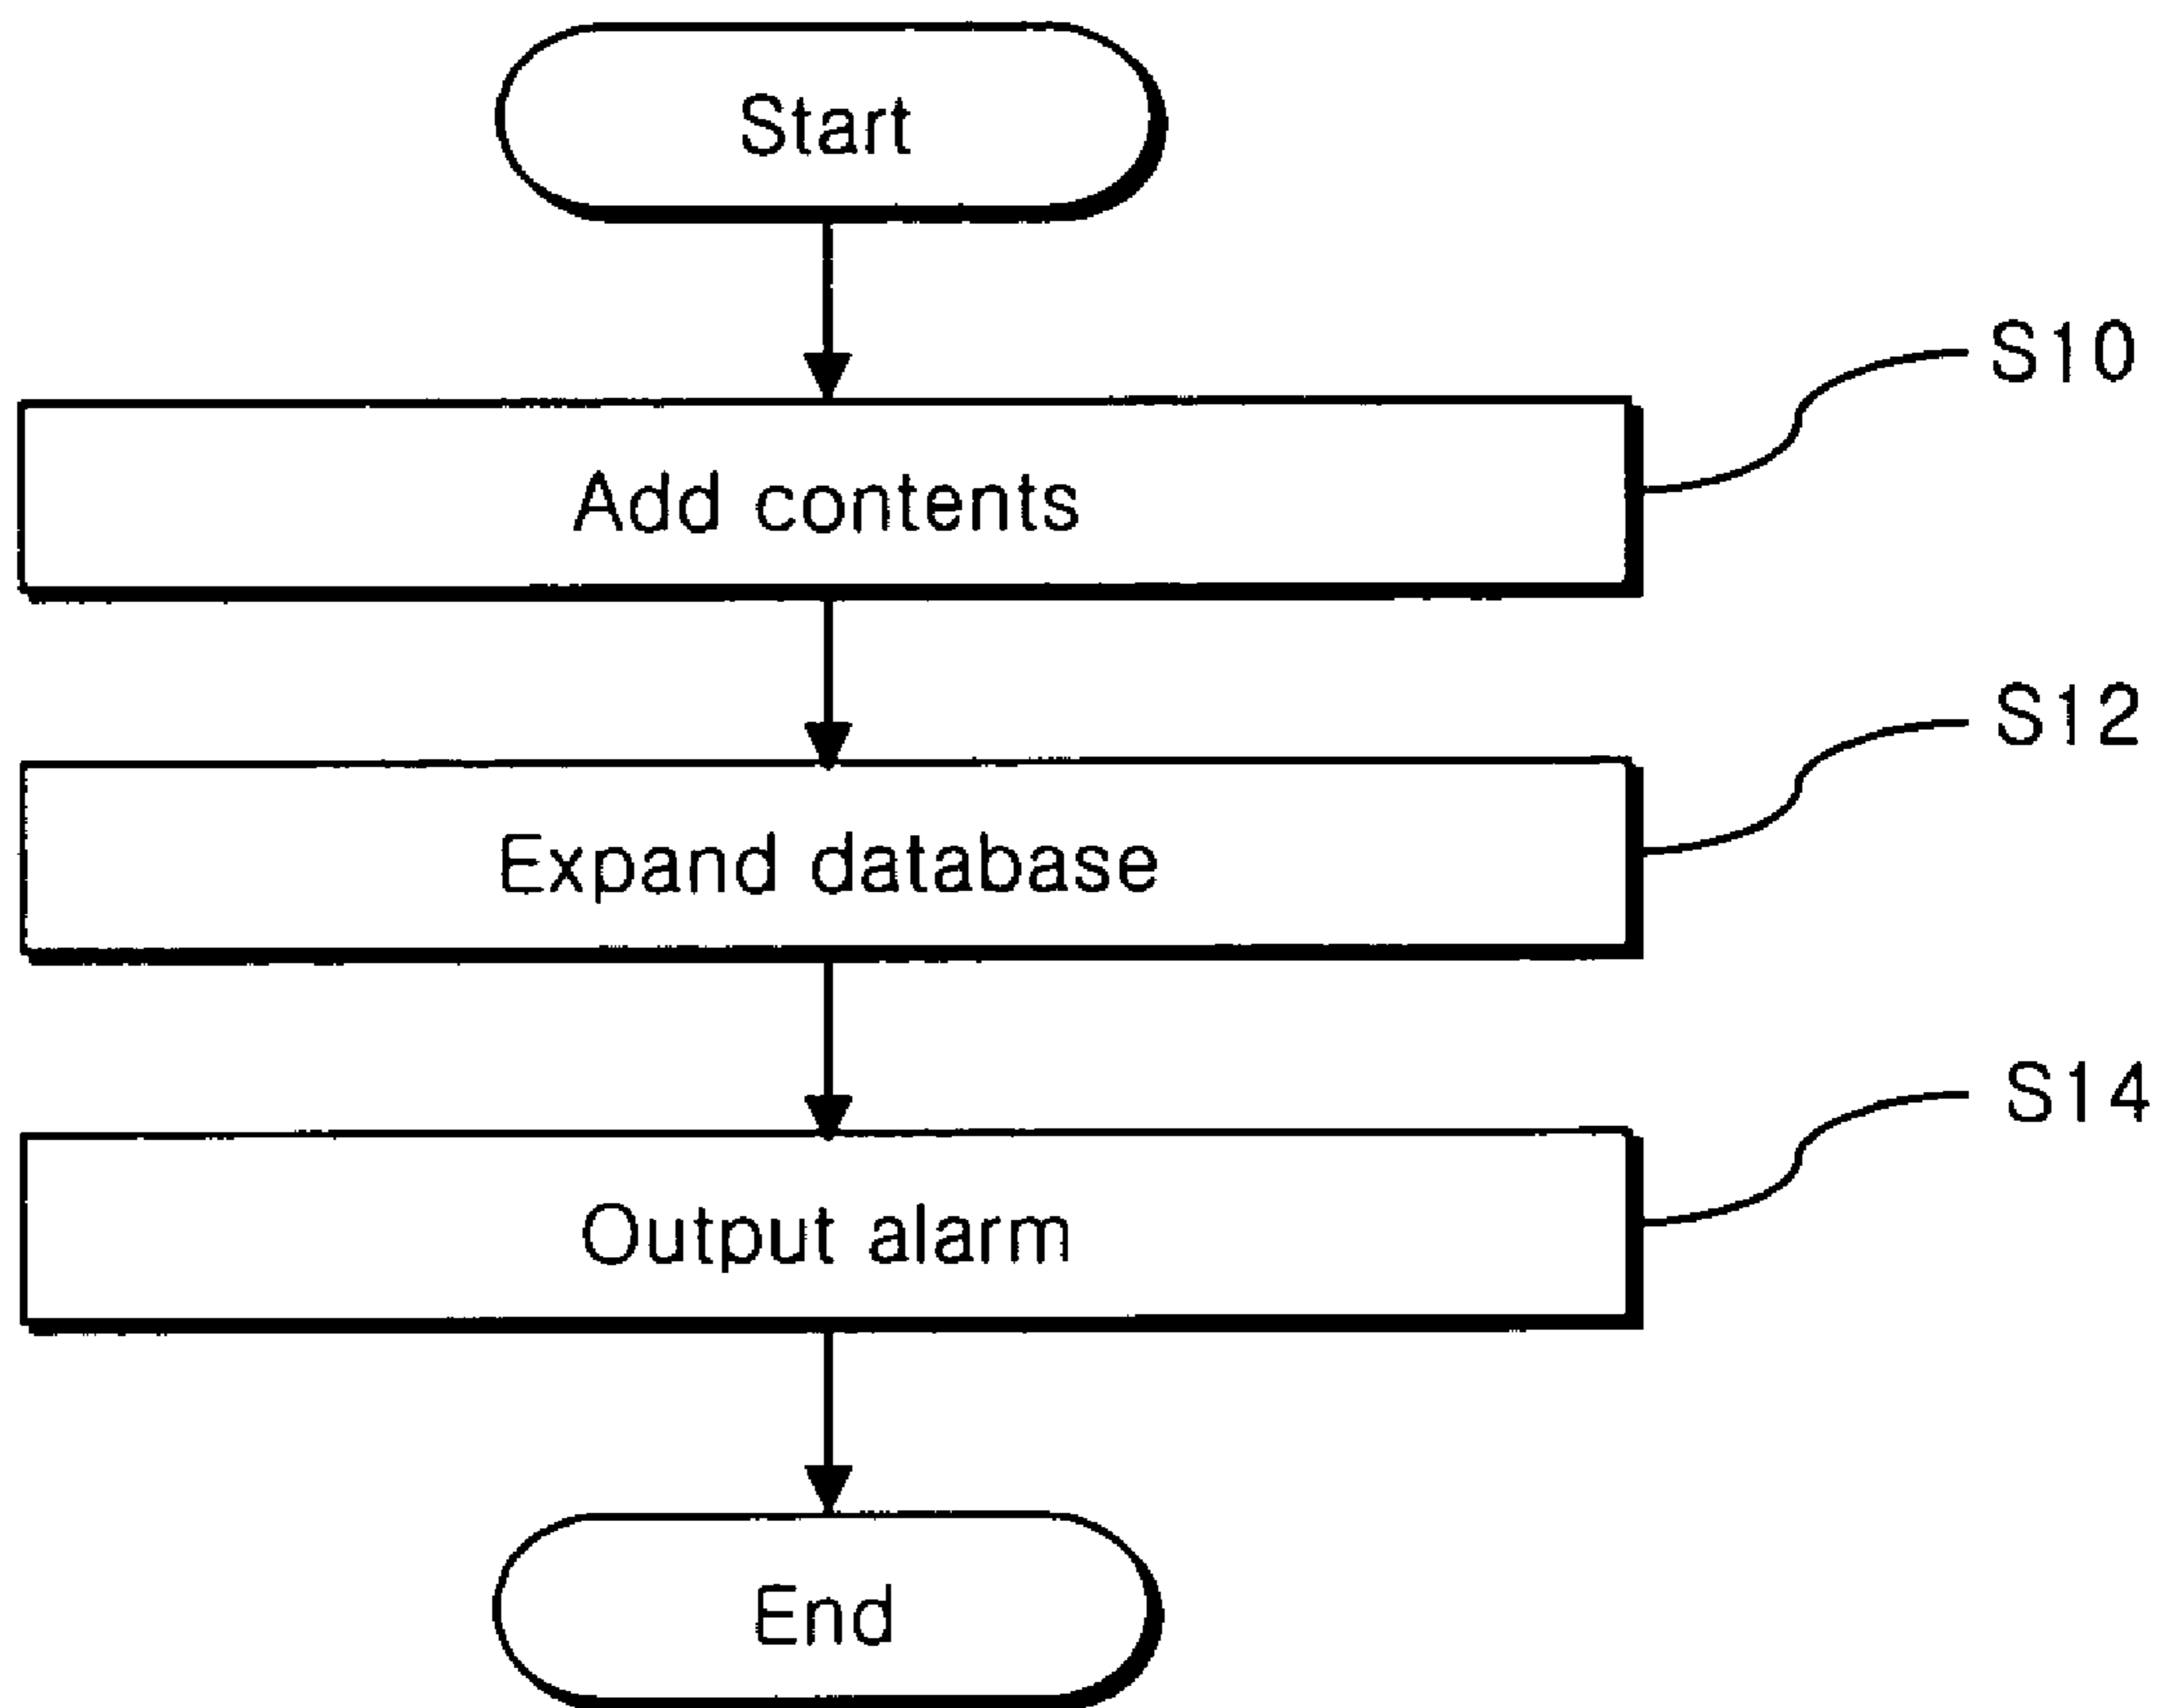 Start
S10
Add contents
S12
Expand database
S14
Output alarm
End